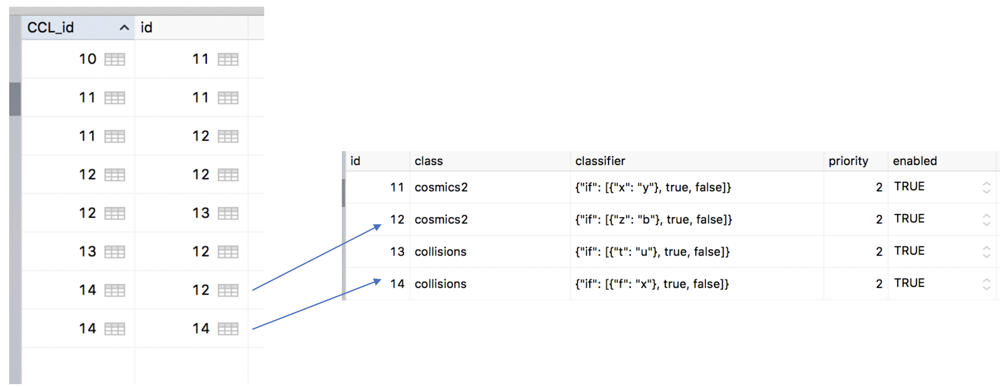 CCL_id id
10 11
11 11
11 12
12 12
12 13
13 12
14 12
14 14
id class classifier priority enabled
11 cosmics2 {"if": [{"x": "y"}, true, false]} 2 TRUE
12 cosmics2 {"if": [{"z": "b"}, true, false]} 2 TRUE
13 collisions {"if": [{"t": "u"}, true, false]} 2 TRUE
14 collisions {"if": [{"f": "x"}, true, false]} 2 TRUE